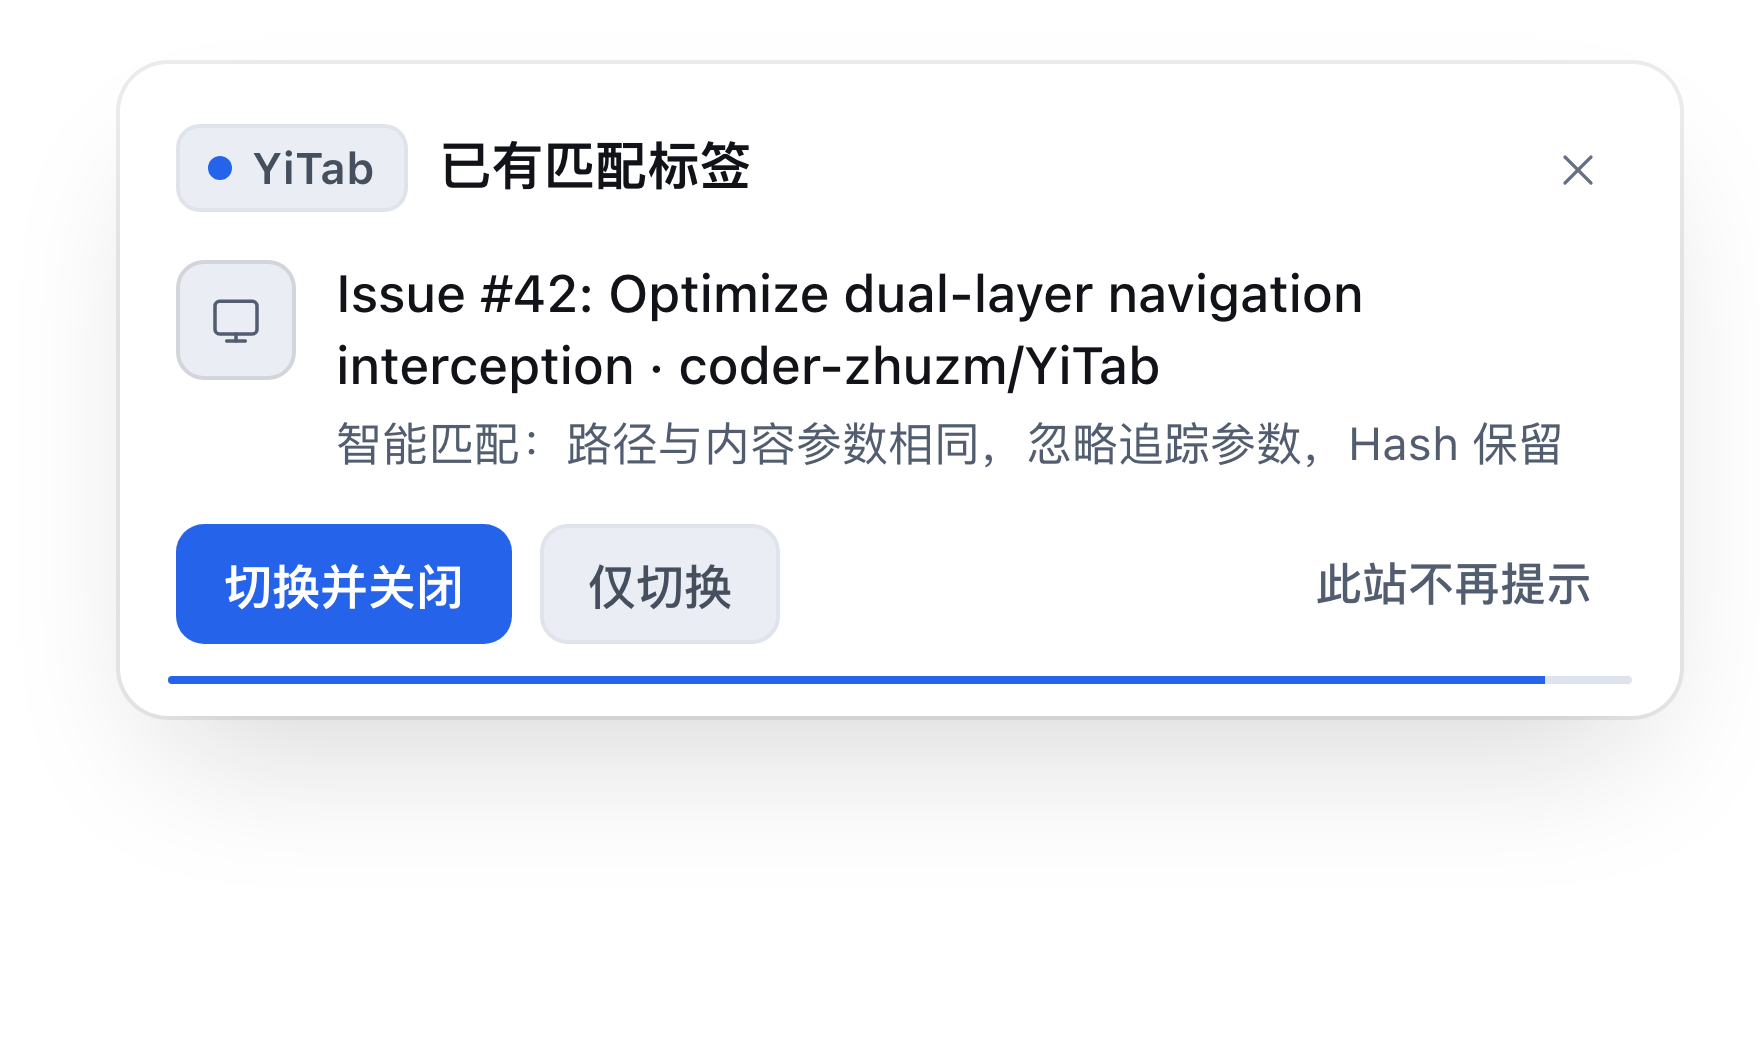 YiTab 已有匹配标签
Issue #42: Optimize dual-layer navigation
interception · coder-zhuzm/YiTab
智能匹配：路径与内容参数相同，忽略追踪参数，Hash 保留
切换并关闭 仅切换 此站不再提示